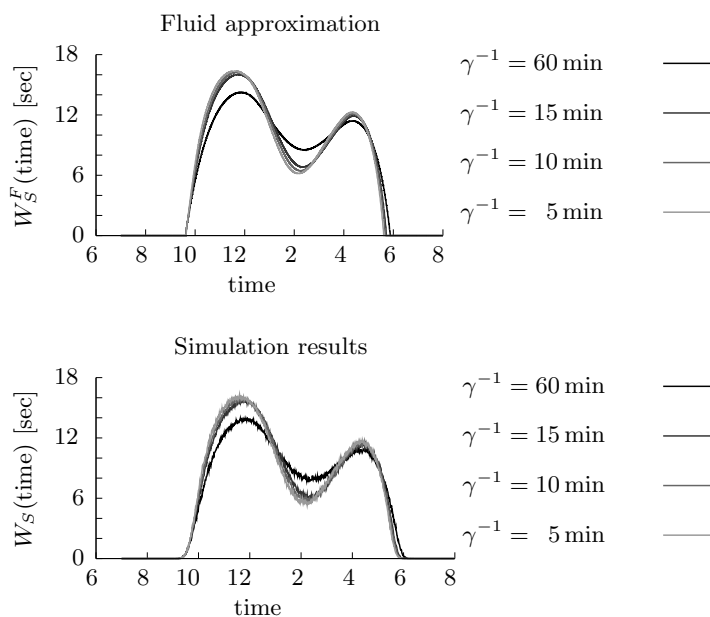 Fluid approximation
18
12
6
0
W_S^F(time) [sec]
6 8 10 12 2 4 6 8
time
γ⁻¹ = 60 min
γ⁻¹ = 15 min
γ⁻¹ = 10 min
γ⁻¹ = 5 min
Simulation results
18
12
6
0
W_S(time) [sec]
6 8 10 12 2 4 6 8
time
γ⁻¹ = 60 min
γ⁻¹ = 15 min
γ⁻¹ = 10 min
γ⁻¹ = 5 min